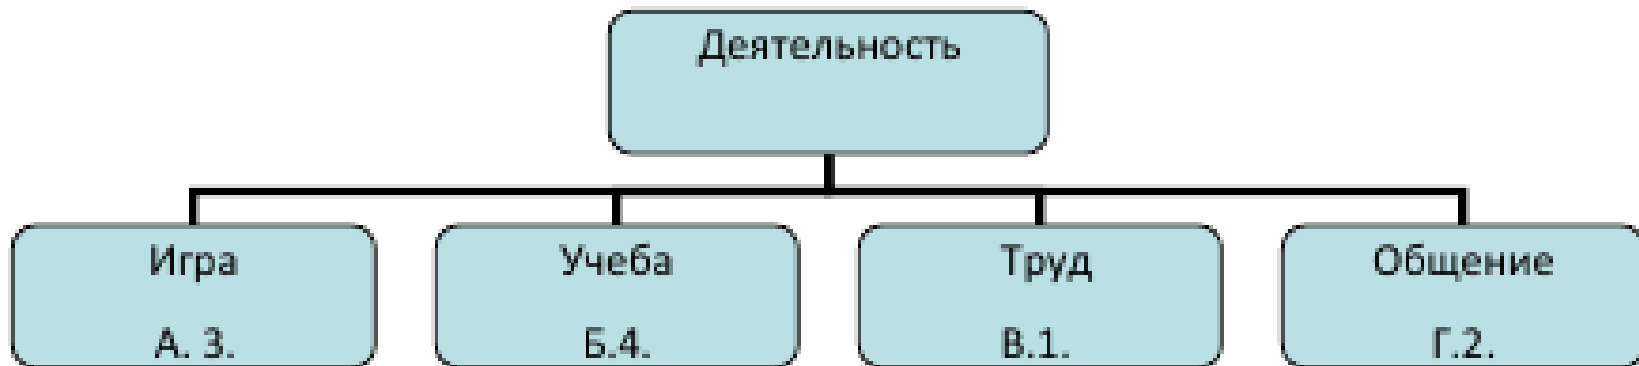 Деятельность
Игра
А. 3.
Учеба
Б.4.
Труд
В.1.
Общение
Г.2.